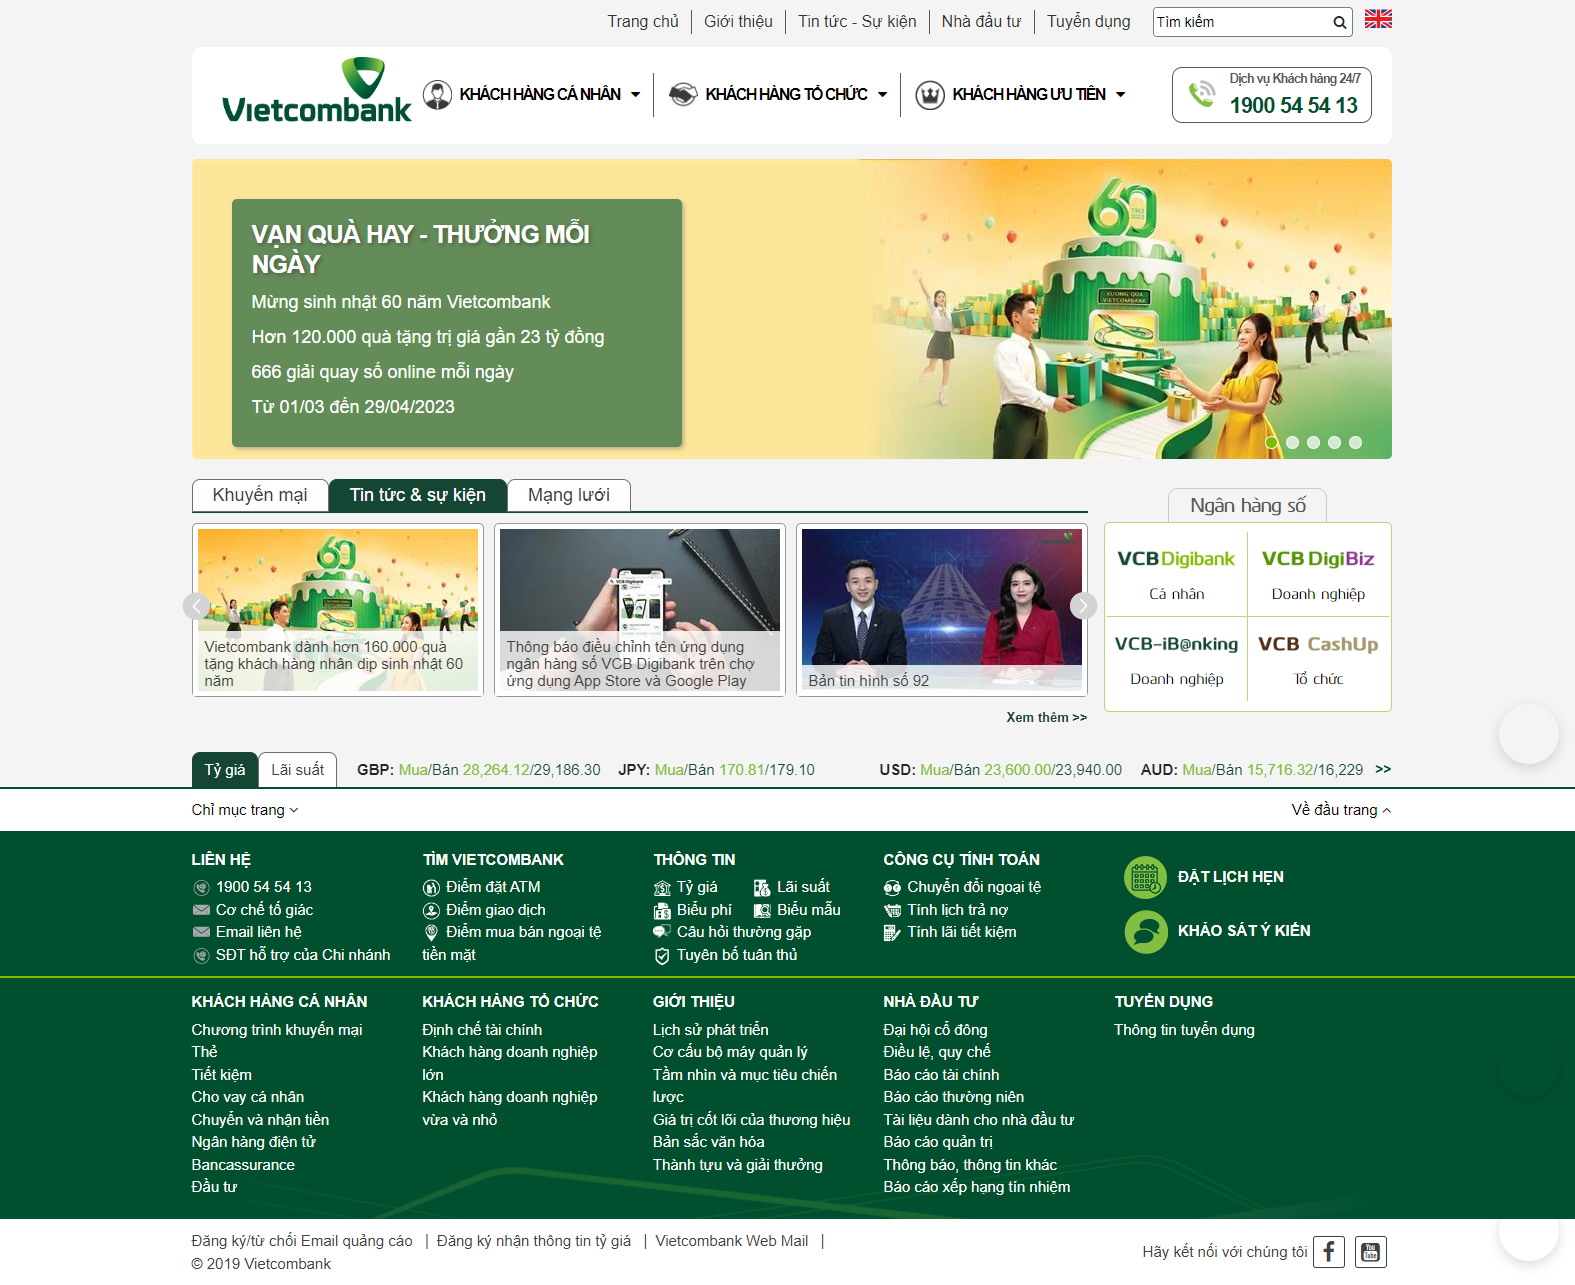 Trang chủ
Giới thiệu
Tin tức - Sự kiện
Nhà đầu tư
Tuyển dụng
Tìm kiếm
Vietcombank
KHÁCH HÀNG CÁ NHÂN
KHÁCH HÀNG TỔ CHỨC
KHÁCH HÀNG ƯU TIÊN
Dịch vụ Khách hàng 24/7
1900 54 54 13
VẠN QUÀ HAY - THƯỞNG MỖI
NGÀY
Mừng sinh nhật 60 năm Vietcombank
Hơn 120.000 quà tặng trị giá gần 23 tỷ đồng
666 giải quay số online mỗi ngày
Từ 01/03 đến 29/04/2023
60
1963
2023
XƯỞNG QUÀ
VIETCOMBANK
Khuyến mại
Tin tức & sự kiện
Mạng lưới
60
Vietcombank dành hơn 160.000 quà
tặng khách hàng nhân dịp sinh nhật 60
năm
VCB Digibank
Thông báo điều chỉnh tên ứng dụng
ngân hàng số VCB Digibank trên chợ
ứng dụng App Store và Google Play
Bản tin hình số 92
Xem thêm >>
Ngân hàng số
VCB Digibank
Cá nhân
VCB DigiBiz
Doanh nghiệp
VCB-iB@nking
Doanh nghiệp
VCB CashUp
Tổ chức
Tỷ giá
Lãi suất
GBP: Mua/Bán 28,264.12/29,186.30
JPY: Mua/Bán 170.81/179.10
USD: Mua/Bán 23,600.00/23,940.00
AUD: Mua/Bán 15,716.32/16,229
>>
Chỉ mục trang
Về đầu trang
LIÊN HỆ
1900 54 54 13
Cơ chế tố giác
Email liên hệ
SĐT hỗ trợ của Chi nhánh
TÌM VIETCOMBANK
Điểm đặt ATM
Điểm giao dịch
Điểm mua bán ngoại tệ
tiền mặt
THÔNG TIN
Tỷ giá
Lãi suất
Biểu phí
Biểu mẫu
Câu hỏi thường gặp
Tuyên bố tuân thủ
CÔNG CỤ TÍNH TOÁN
Chuyển đổi ngoại tệ
Tính lịch trả nợ
Tính lãi tiết kiệm
ĐẶT LỊCH HẸN
KHẢO SÁT Ý KIẾN
KHÁCH HÀNG CÁ NHÂN
Chương trình khuyến mại
Thẻ
Tiết kiệm
Cho vay cá nhân
Chuyển và nhận tiền
Ngân hàng điện tử
Bancassurance
Đầu tư
KHÁCH HÀNG TỔ CHỨC
Định chế tài chính
Khách hàng doanh nghiệp
lớn
Khách hàng doanh nghiệp
vừa và nhỏ
GIỚI THIỆU
Lịch sử phát triển
Cơ cấu bộ máy quản lý
Tầm nhìn và mục tiêu chiến
lược
Giá trị cốt lõi của thương hiệu
Bản sắc văn hóa
Thành tựu và giải thưởng
NHÀ ĐẦU TƯ
Đại hội cổ đông
Điều lệ, quy chế
Báo cáo tài chính
Báo cáo thường niên
Tài liệu dành cho nhà đầu tư
Báo cáo quản trị
Thông báo, thông tin khác
Báo cáo xếp hạng tín nhiệm
TUYỂN DỤNG
Thông tin tuyển dụng
Đăng ký/từ chối Email quảng cáo | Đăng ký nhận thông tin tỷ giá | Vietcombank Web Mail |
© 2019 Vietcombank
Hãy kết nối với chúng tôi
You
Tube